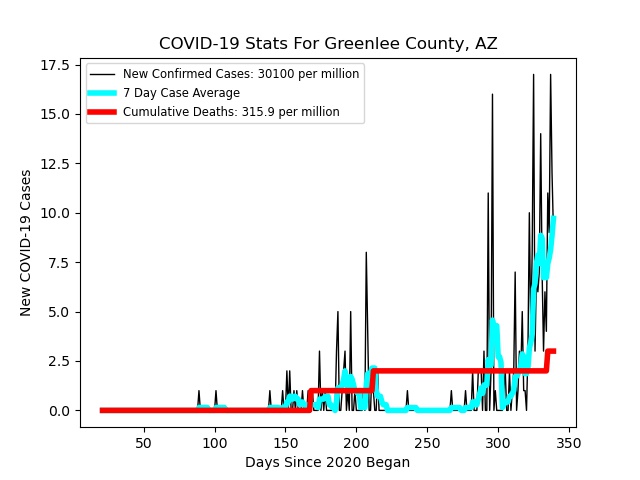 COVID-19 Stats For Greenlee County, AZ
New Confirmed Cases: 30100 per million
7 Day Case Average
Cumulative Deaths: 315.9 per million
New COVID-19 Cases
17.5
15.0
12.5
10.0
7.5
5.0
2.5
0.0
50 100 150 200 250 300 350
Days Since 2020 Began